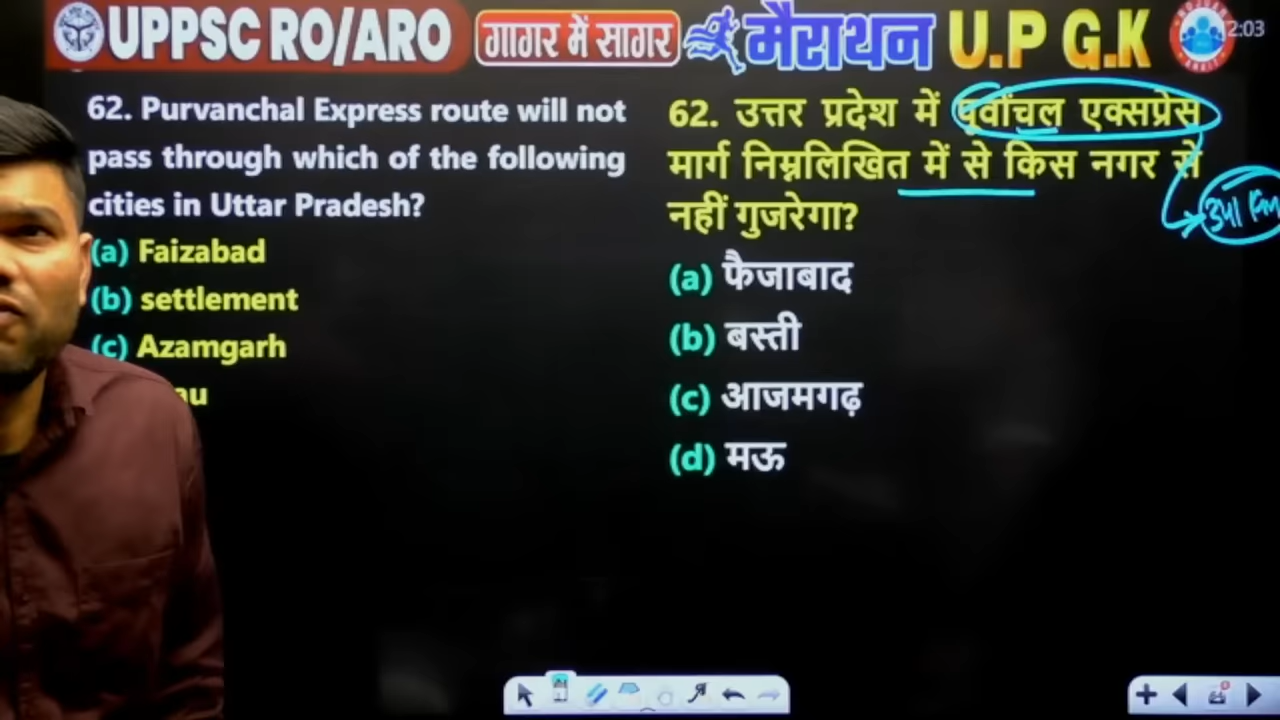 UPPSC RO/ARO गागर में सागर मैराथन U.P G.K 2:03
62. Purvanchal Express route will not
pass through which of the following
cities in Uttar Pradesh?
(a) Faizabad
(b) settlement
(c) Azamgarh
62. उत्तर प्रदेश में पूर्वांचल एक्सप्रेस
मार्ग निम्नलिखित में से किस नगर से
नहीं गुजरेगा?
341
(a) फैजाबाद
(b) बस्ती
(c) आजमगढ़
(d) मऊ